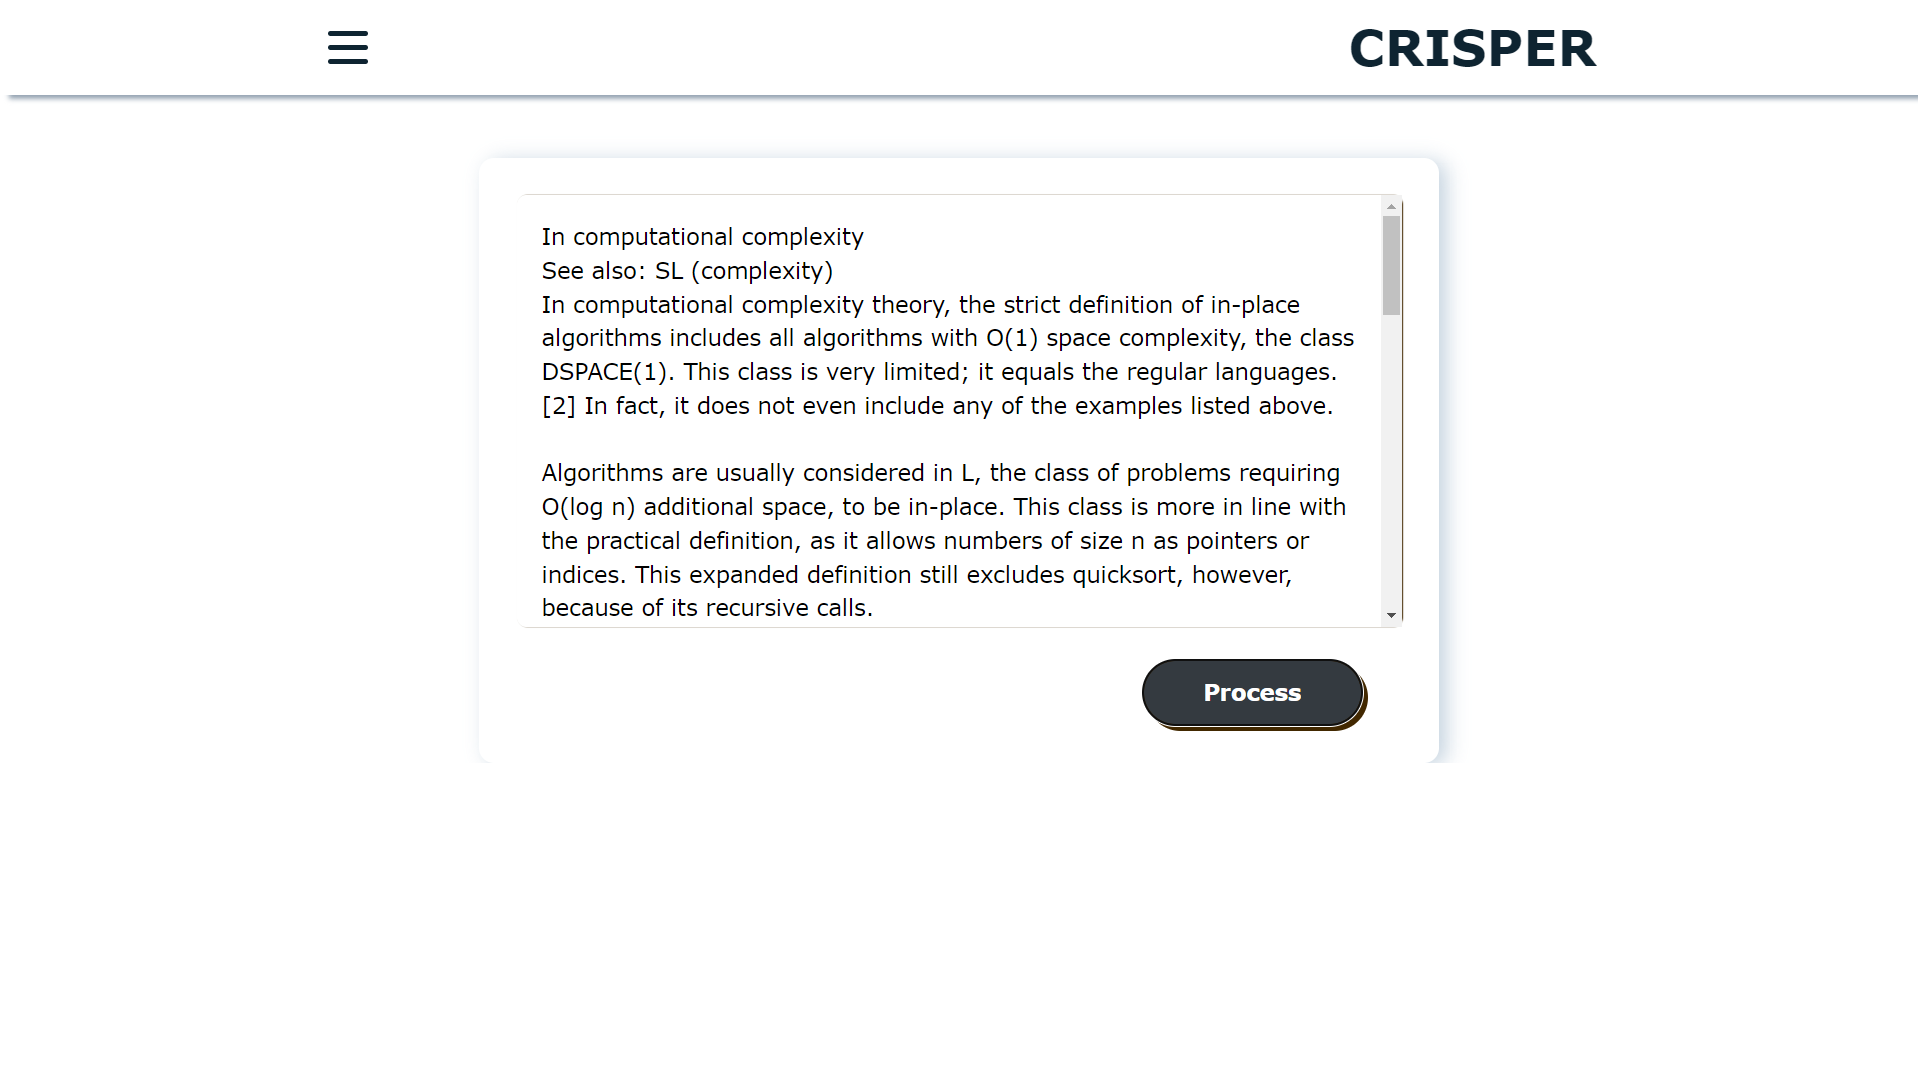 CRISPER
In computational complexity
See also: SL (complexity)
In computational complexity theory, the strict definition of in-place
algorithms includes all algorithms with O(1) space complexity, the class
DSPACE(1). This class is very limited; it equals the regular languages.
[2] In fact, it does not even include any of the examples listed above.
Algorithms are usually considered in L, the class of problems requiring
O(log n) additional space, to be in-place. This class is more in line with
the practical definition, as it allows numbers of size n as pointers or
indices. This expanded definition still excludes quicksort, however,
because of its recursive calls.
Process